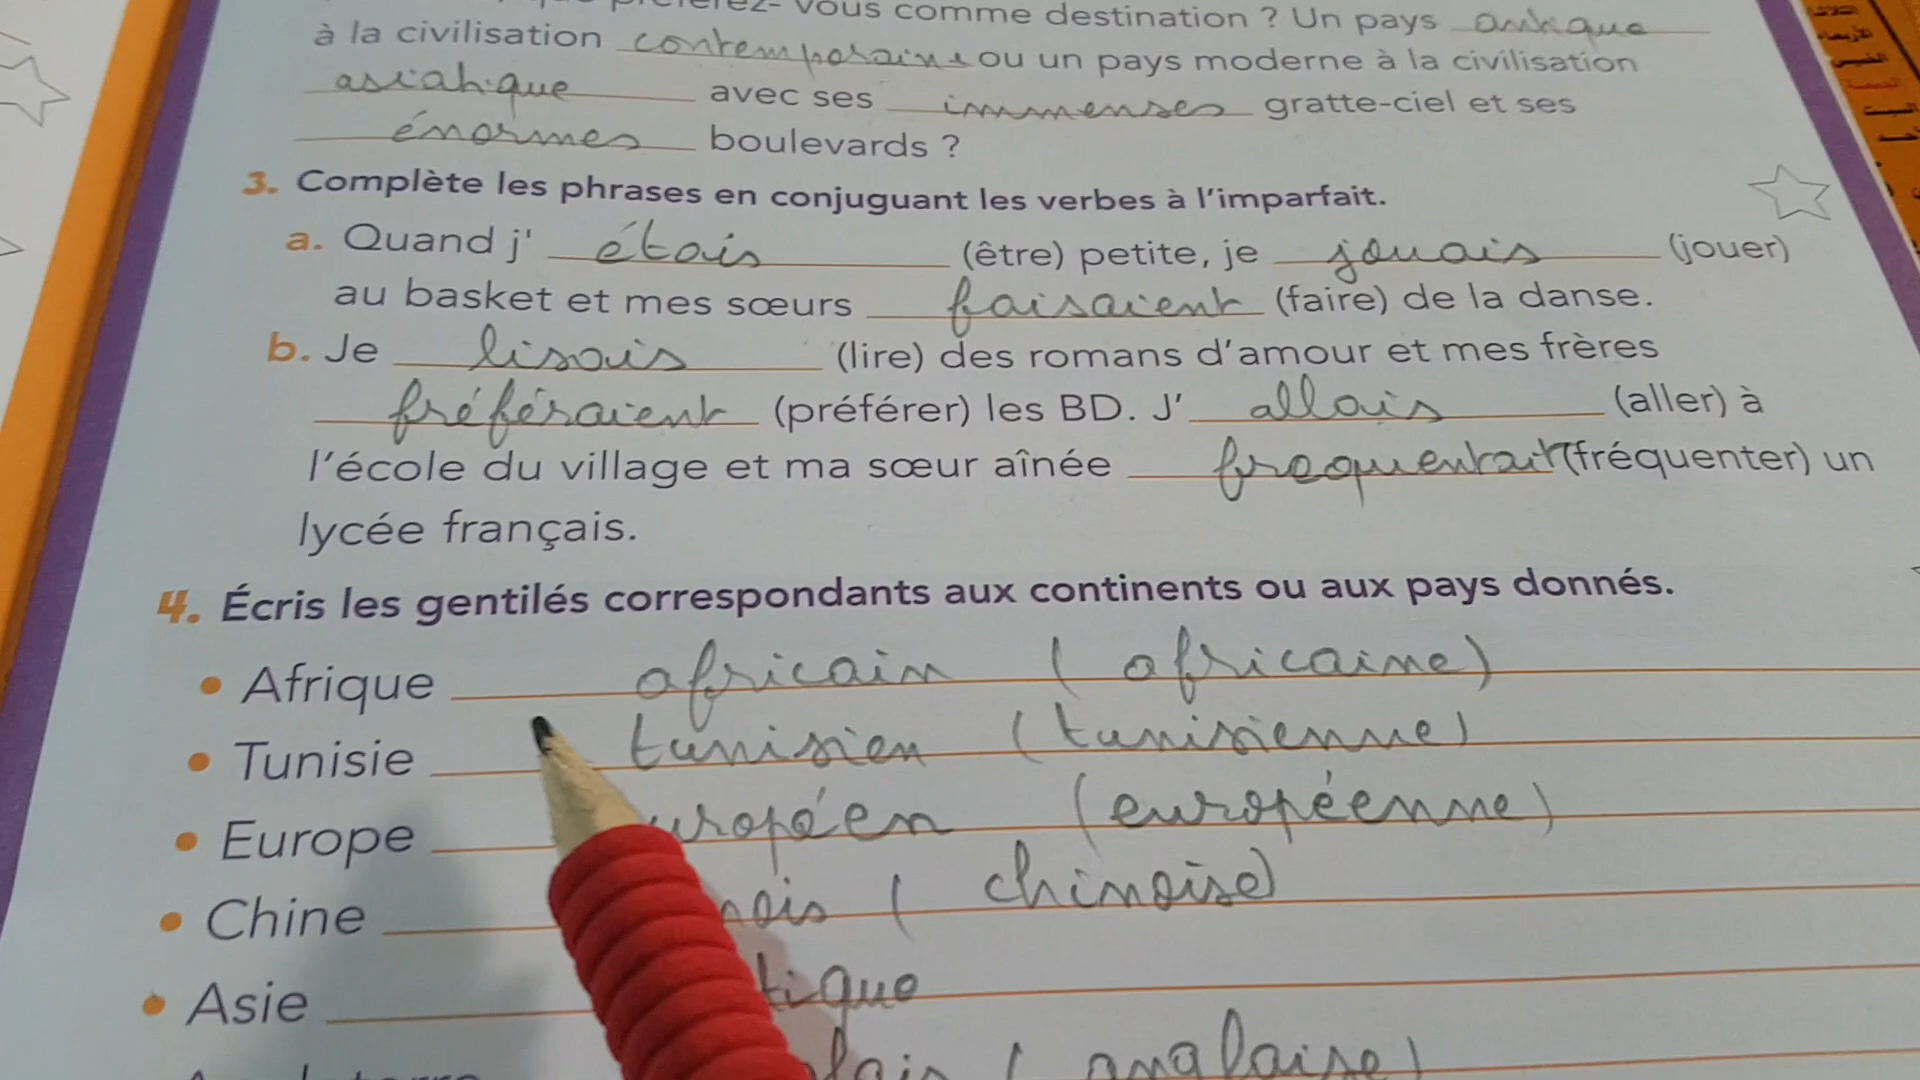 préférez- vous comme destination ? Un pays antique
à la civilisation contemporaine ou un pays moderne à la civilisation
asiatique avec ses immenses gratte-ciel et ses
énormes boulevards ?
3. Complète les phrases en conjuguant les verbes à l'imparfait.
a. Quand j' étais (être) petite, je jouais (jouer)
au basket et mes sœurs faisaient (faire) de la danse.
b. Je lisais (lire) des romans d'amour et mes frères
préféraient (préférer) les BD. J' allais (aller) à
l'école du village et ma sœur aînée frequentait (fréquenter) un
lycée français.
4. Écris les gentilés correspondants aux continents ou aux pays donnés.
• Afrique africain ( africaine)
• Tunisie tunisien (tunisienne)
• Europe uropéen (européenne)
• Chine nois ( chinoise)
• Asie tique
( anglaise)